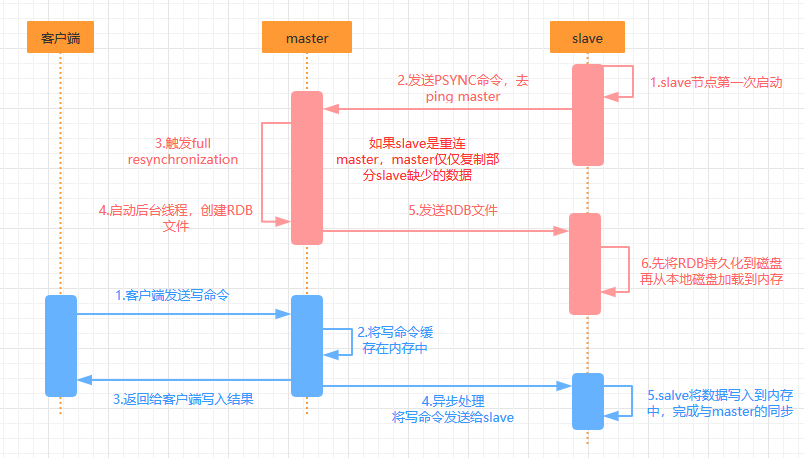 客户端
master
slave
1.slave节点第一次启动
2.发送PSYNC命令，去
ping master
3.触发full
resynchronization
如果slave是重连
master，master仅仅复制部
分slave缺少的数据
4.启动后台线程，创建RDB
文件
5.发送RDB文件
6.先将RDB持久化到磁盘
再从本地磁盘加载到内存
1.客户端发送写命令
2.将写命令缓
存在内存中
3.返回给客户端写入结果
4.异步处理
将写命令发送给slave
5.salve将数据写入到内存
中，完成与master的同步